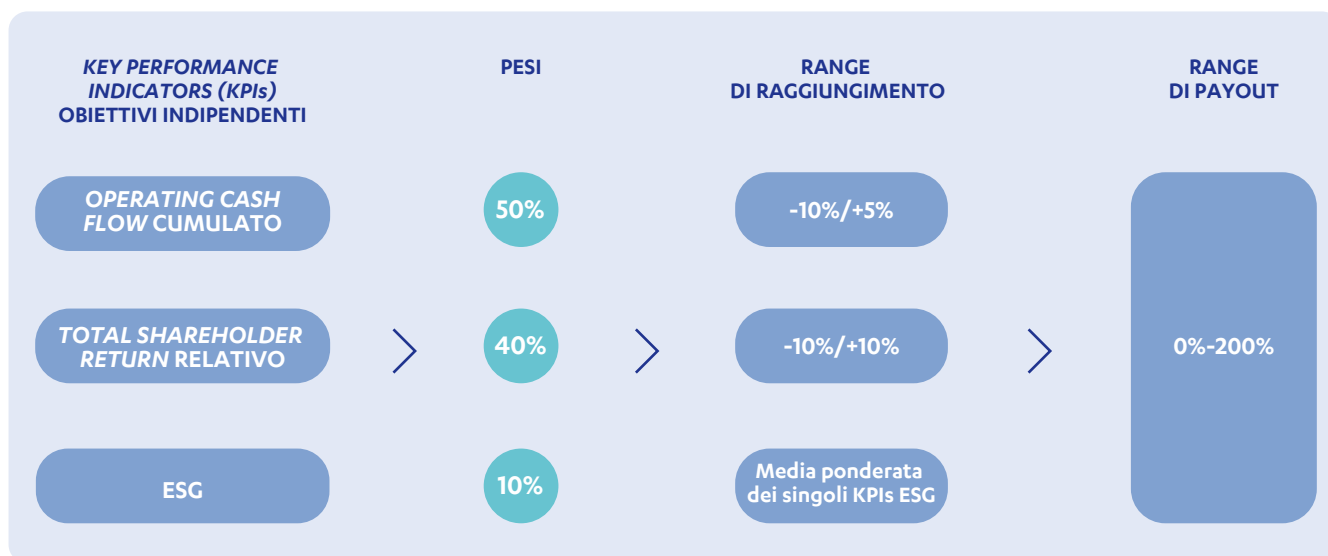 KEY PERFORMANCE
INDICATORS (KPIs)
OBIETTIVI INDIPENDENTI
PESI
RANGE
DI RAGGIUNGIMENTO
RANGE
DI PAYOUT
OPERATING CASH
FLOW CUMULATO
50%
-10%/+5%
TOTAL SHAREHOLDER
RETURN RELATIVO
40%
-10%/+10%
0%-200%
ESG
10%
Media ponderata
dei singoli KPIs ESG